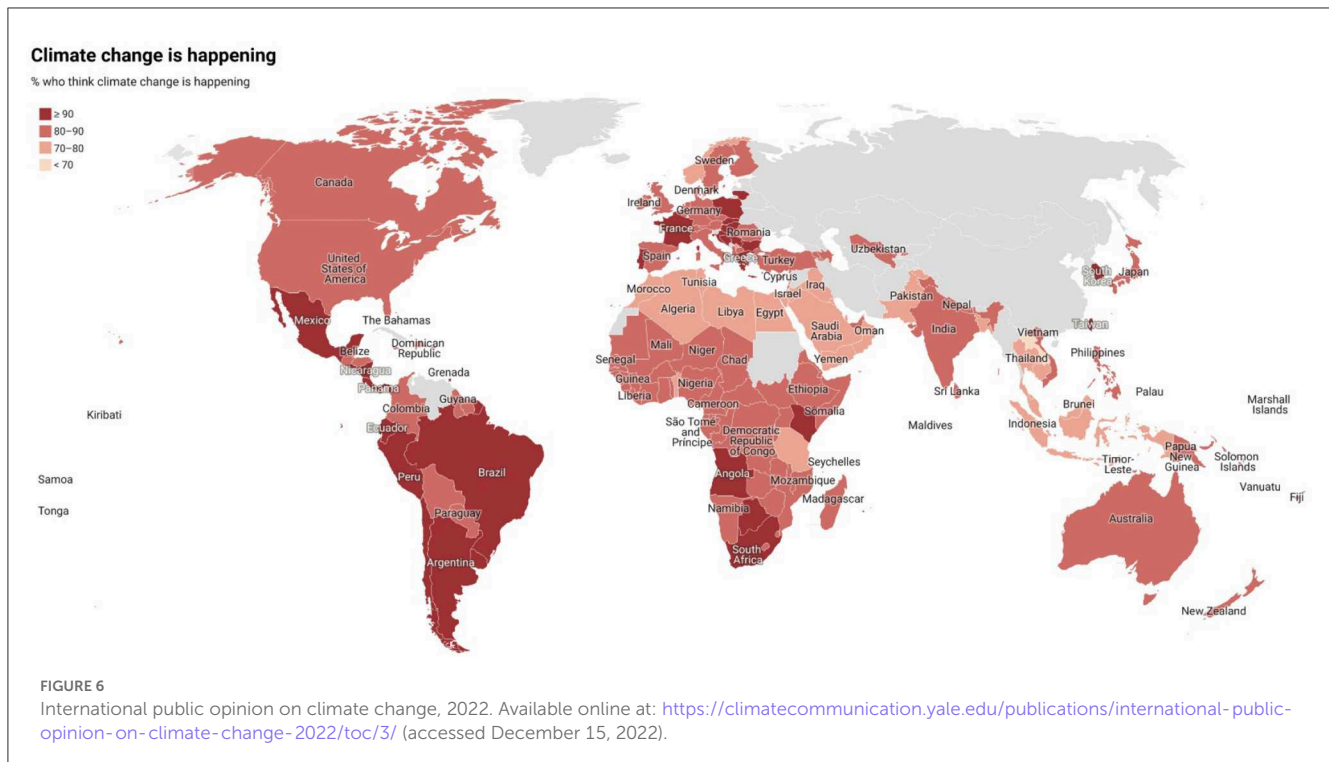 Climate change is happening
% who think climate change is happening
≥ 90
80–90
70–80
< 70
Canada
United
States of
America
Mexico
The Bahamas
Belize
Dominican
Republic
Nicaragua
Grenada
Panama
Guyana
Colombia
Ecuador
Peru
Brazil
Paraguay
Argentina
Kiribati
Samoa
Tonga
Sweden
Denmark
Ireland
Germany
France
Romania
Spain
Greece
Turkey
Cyprus
Uzbekistan
Morocco
Tunisia
Israel
Iraq
Algeria
Libya
Egypt
Saudi
Arabia
Oman
Yemen
Pakistan
Nepal
India
South
Korea
Japan
Taiwan
Vietnam
Thailand
Philippines
Senegal
Mali
Niger
Chad
Guinea
Nigeria
Ethiopia
Liberia
Cameroon
Somalia
São Tome
and
Príncipe
Democratic
Republic
of Congo
Seychelles
Angola
Mozambique
Madagascar
Namibia
South
Africa
Sri Lanka
Maldives
Brunei
Palau
Marshall
Islands
Indonesia
Timor-
Leste
Papua
New
Guinea
Solomon
Islands
Vanuatu
Fiji
Australia
New Zealand
FIGURE 6
International public opinion on climate change, 2022. Available online at: https://climatecommunication.yale.edu/publications/international-public-
opinion-on-climate-change-2022/toc/3/ (accessed December 15, 2022).